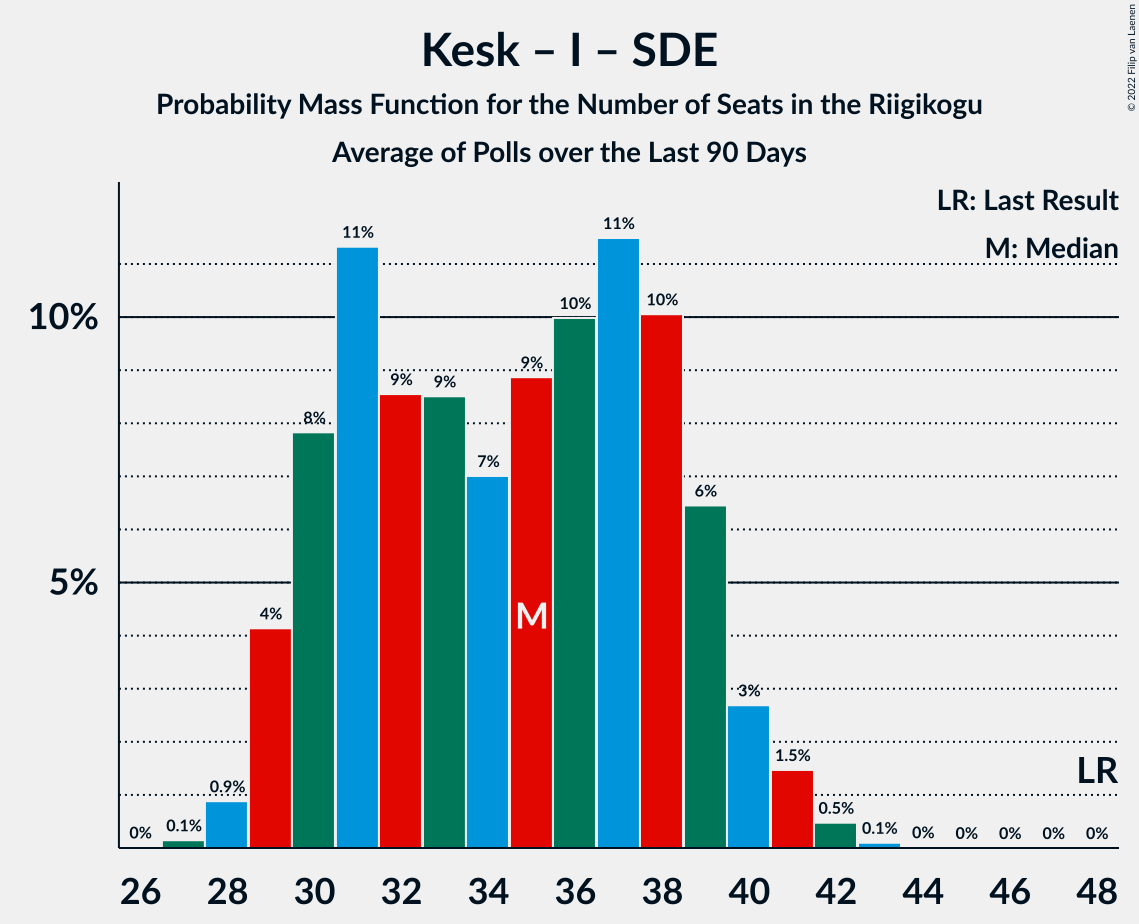 Kesk – I – SDE
Probability Mass Function for the Number of Seats in the Riigikogu
Average of Polls over the Last 90 Days
© 2022 Filip van Laenen
LR: Last Result
M: Median
10%
5%
0%
0.1%
0.9%
4%
8%
11%
9%
9%
7%
9%
10%
11%
10%
6%
3%
1.5%
0.5%
0.1%
0%
0%
0%
0%
0%
M
LR
26 28 30 32 34 36 38 40 42 44 46 48